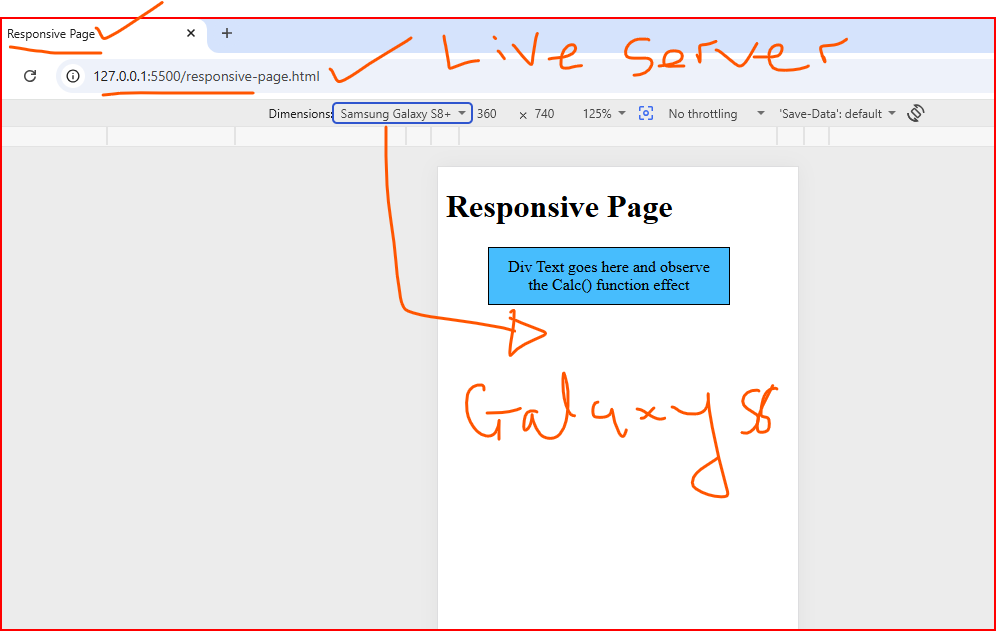 Responsive Page
Live Server
127.0.0.1:5500/responsive-page.html
Dimensions: Samsung Galaxy S8+ 360 × 740 125% No throttling 'Save-Data': default
Responsive Page
Div Text goes here and observe
the Calc() function effect
Galaxy S8